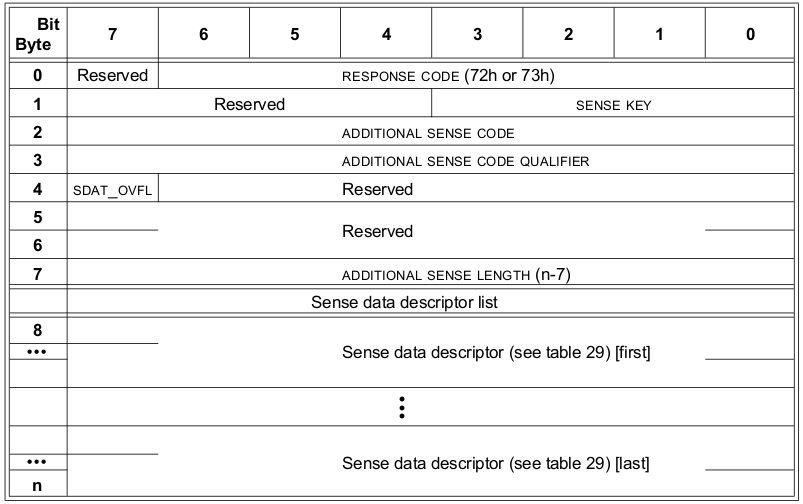 Bit
Byte 7 6 5 4 3 2 1 0
0 Reserved RESPONSE CODE (72h or 73h)
1 Reserved SENSE KEY
2 ADDITIONAL SENSE CODE
3 ADDITIONAL SENSE CODE QUALIFIER
4 SDAT_OVFL Reserved
5
Reserved
6
7 ADDITIONAL SENSE LENGTH (n-7)
Sense data descriptor list
8
••• Sense data descriptor (see table 29) [first]
⋮
••• Sense data descriptor (see table 29) [last]
n